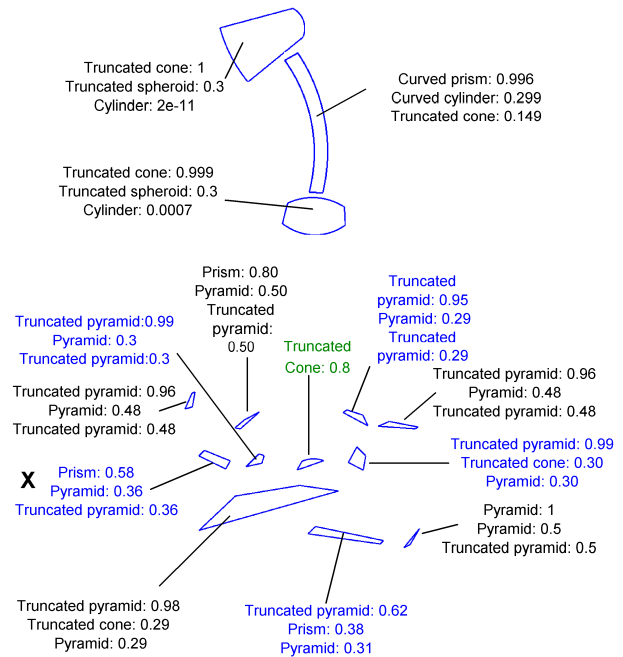 Truncated cone: 1
Truncated spheroid: 0.3
Cylinder: 2e-11
Curved prism: 0.996
Curved cylinder: 0.299
Truncated cone: 0.149
Truncated cone: 0.999
Truncated spheroid: 0.3
Cylinder: 0.0007
Prism: 0.80
Pyramid: 0.50
Truncated
pyramid:
0.50
Truncated
pyramid: 0.95
Pyramid: 0.29
Truncated
pyramid: 0.29
Truncated pyramid:0.99
Pyramid: 0.3
Truncated pyramid:0.3
Truncated
Cone: 0.8
Truncated pyramid: 0.96
Pyramid: 0.48
Truncated pyramid: 0.48
Truncated pyramid: 0.96
Pyramid: 0.48
Truncated pyramid: 0.48
X
Prism: 0.58
Pyramid: 0.36
Truncated pyramid: 0.36
Truncated pyramid: 0.99
Truncated cone: 0.30
Pyramid: 0.30
Pyramid: 1
Pyramid: 0.5
Truncated pyramid: 0.5
Truncated pyramid: 0.98
Truncated cone: 0.29
Pyramid: 0.29
Truncated pyramid: 0.62
Prism: 0.38
Pyramid: 0.31